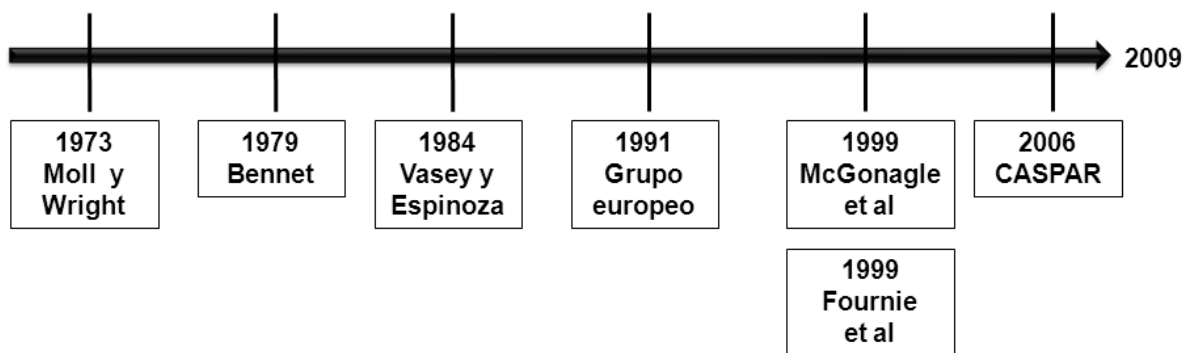 2009
1973
Moll y
Wright
1979
Bennet
1984
Vasey y
Espinoza
1991
Grupo
europeo
1999
McGonagle
et al
1999
Fournie
et al
2006
CASPAR